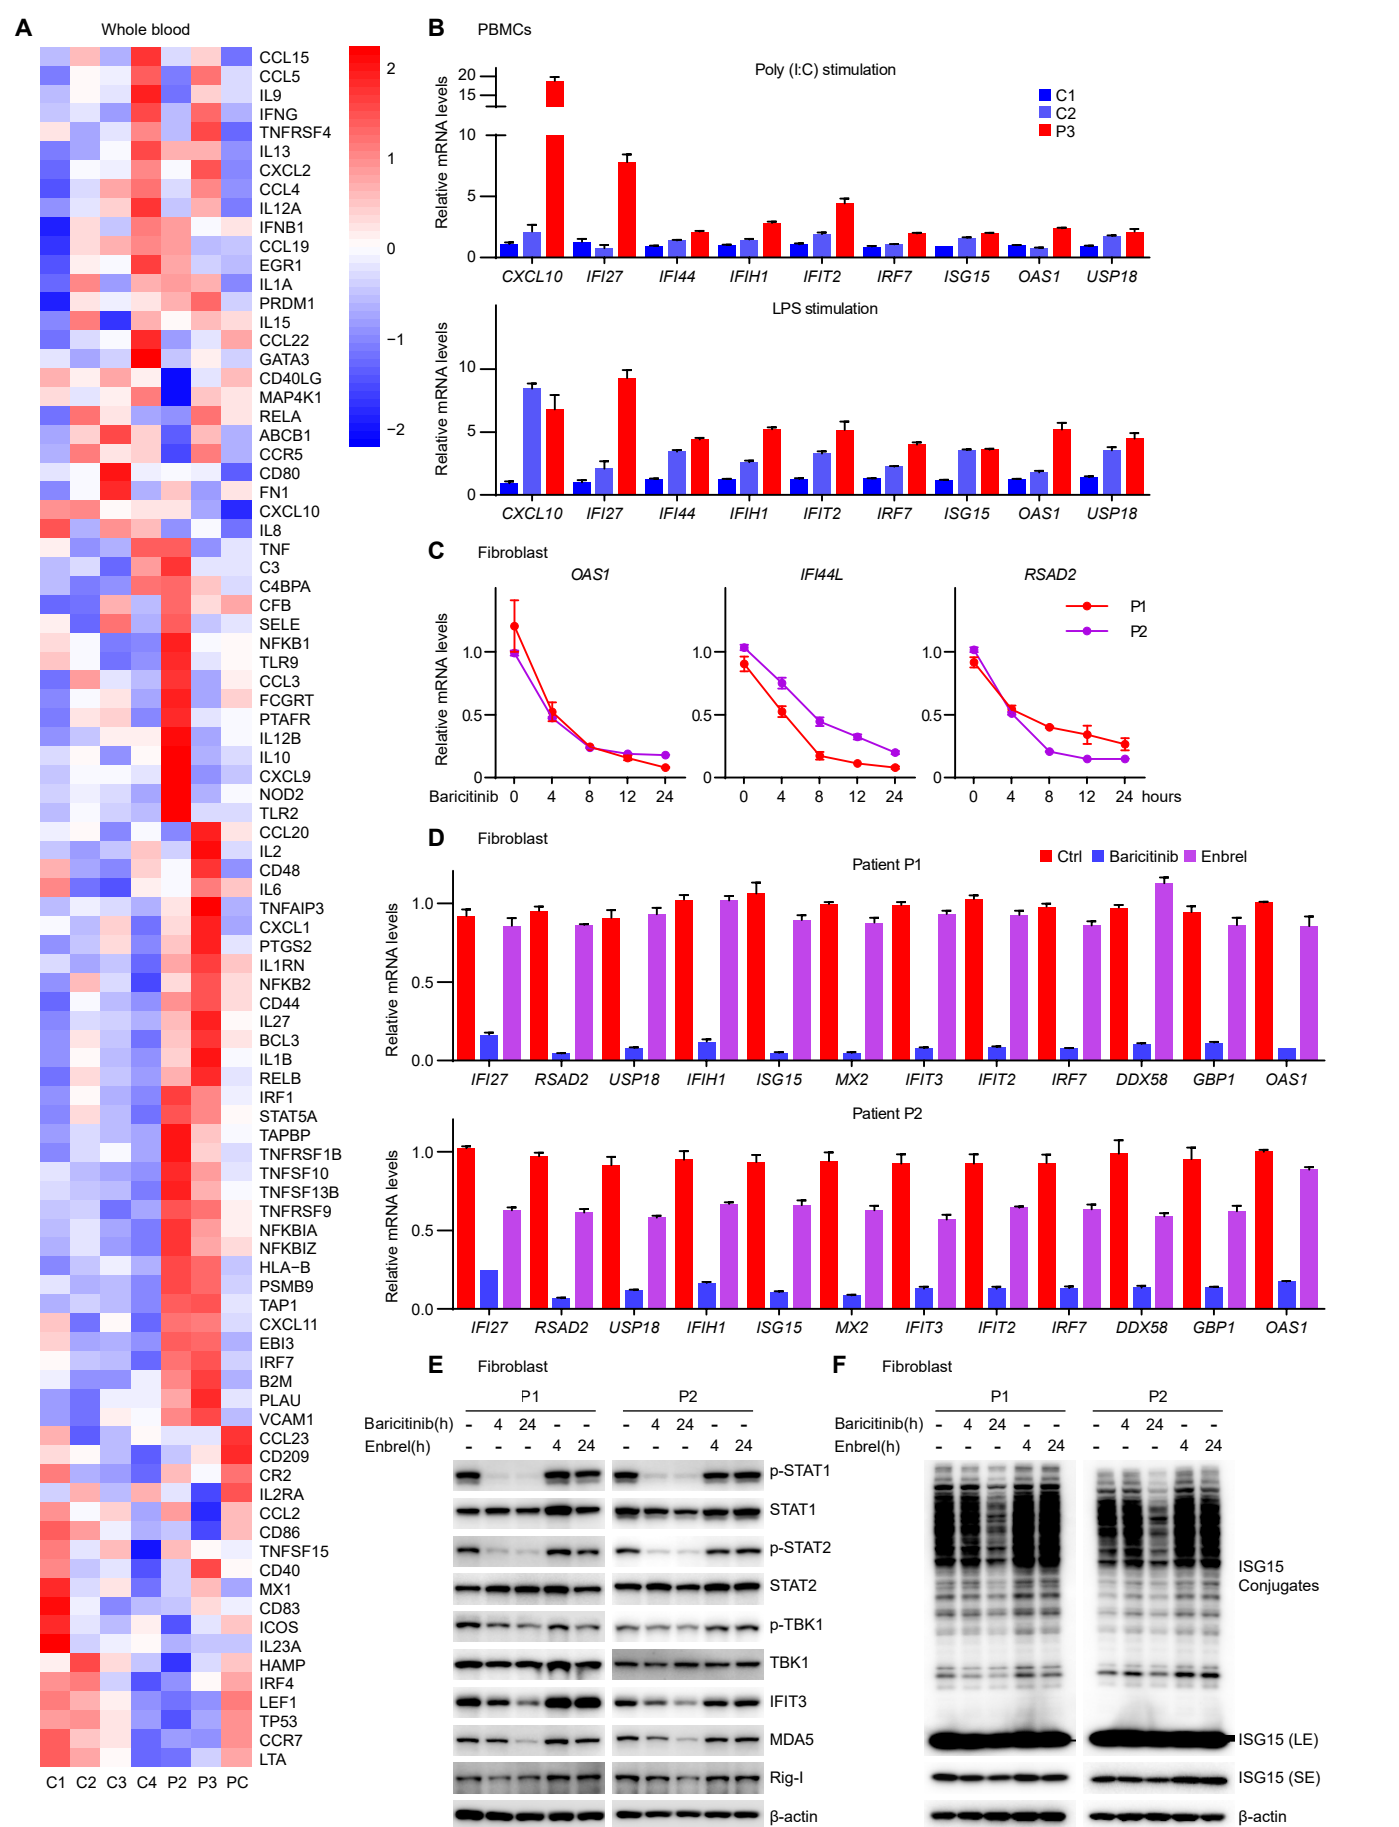 A
Whole blood
CCL15
CCL5
IL9
IFNG
TNFRSF4
IL13
CXCL2
CCL4
IL12A
IFNB1
CCL19
EGR1
IL1A
PRDM1
IL15
CCL22
GATA3
CD40LG
MAP4K1
RELA
ABCB1
CCR5
CD80
FN1
CXCL10
IL8
TNF
C3
C4BPA
CFB
SELE
NFKB1
TLR9
CCL3
FCGRT
PTAFR
IL12B
IL10
CXCL9
NOD2
TLR2
CCL20
IL2
CD48
IL6
TNFAIP3
CXCL1
PTGS2
IL1RN
NFKB2
CD44
IL27
BCL3
IL1B
RELB
IRF1
STAT5A
TAPBP
TNFRSF1B
TNFSF10
TNFSF13B
TNFRSF9
NFKBIA
NFKBIZ
HLA−B
PSMB9
TAP1
CXCL11
EBI3
IRF7
B2M
PLAU
VCAM1
CCL23
CD209
CR2
IL2RA
CCL2
CD86
TNFSF15
CD40
MX1
CD83
ICOS
IL23A
HAMP
IRF4
LEF1
TP53
CCR7
LTA
C1 C2 C3 C4 P2 P3 PC
2
1
0
−1
−2
B
PBMCs
Poly (I:C) stimulation
Relative mRNA levels
20
15
10
5
0
C1
C2
P3
CXCL10 IFI27 IFI44 IFIH1 IFIT2 IRF7 ISG15 OAS1 USP18
LPS stimulation
Relative mRNA levels
10
5
0
CXCL10 IFI27 IFI44 IFIH1 IFIT2 IRF7 ISG15 OAS1 USP18
C
Fibroblast
OAS1 IFI44L RSAD2
Relative mRNA levels
1.0 1.0 1.0
0.5 0.5 0.5
0 0 0
P1
P2
Baricitinib 0 4 8 12 24 0 4 8 12 24 0 4 8 12 24 hours
D
Fibroblast
Ctrl Baricitinib Enbrel
Patient P1
Relative mRNA levels
1.0
0.5
0.0
IFI27 RSAD2 USP18 IFIH1 ISG15 MX2 IFIT3 IFIT2 IRF7 DDX58 GBP1 OAS1
Patient P2
Relative mRNA levels
1.0
0.5
0.0
IFI27 RSAD2 USP18 IFIH1 ISG15 MX2 IFIT3 IFIT2 IRF7 DDX58 GBP1 OAS1
E
Fibroblast
P1 P2
Baricitinib(h) - 4 24 - - - 4 24 - -
Enbrel(h) - - - 4 24 - - - 4 24
p-STAT1
STAT1
p-STAT2
STAT2
p-TBK1
TBK1
IFIT3
MDA5
Rig-I
β-actin
F
Fibroblast
P1 P2
Baricitinib(h) - 4 24 - - - 4 24 - -
Enbrel(h) - - - 4 24 - - - 4 24
ISG15
Conjugates
ISG15 (LE)
ISG15 (SE)
β-actin